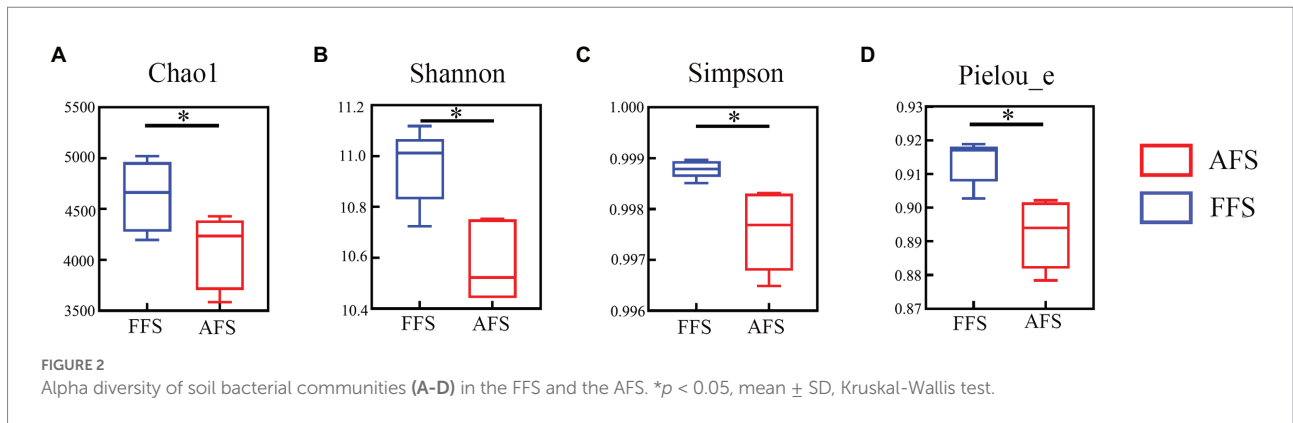 A
Chao1
5500
5000
4500
4000
3500
*
FFS
AFS
B
Shannon
11.2
11.0
10.8
10.6
10.4
*
FFS
AFS
C
Simpson
1.000
0.999
0.998
0.997
0.996
*
FFS
AFS
D
Pielou_e
0.93
0.92
0.91
0.90
0.89
0.88
0.87
*
FFS
AFS
AFS
FFS
FIGURE 2
Alpha diversity of soil bacterial communities (A-D) in the FFS and the AFS. *p < 0.05, mean ± SD, Kruskal-Wallis test.